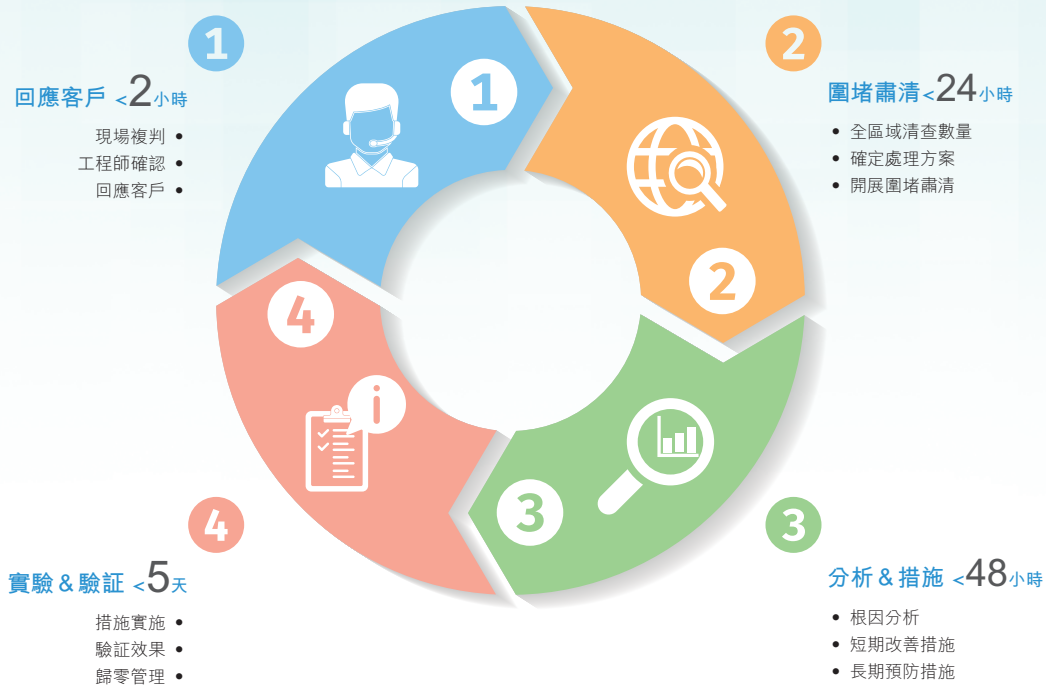 1
回應客戶 <2小時
現場複判 •
工程師確認 •
回應客戶 •
2
圍堵肅清<24小時
• 全區域清查數量
• 確定處理方案
• 開展圍堵肅清
1
2
3
4
i
3
分析&措施 <48小時
• 根因分析
• 短期改善措施
• 長期預防措施
4
實驗&驗証 <5天
措施實施 •
驗証效果 •
歸零管理 •